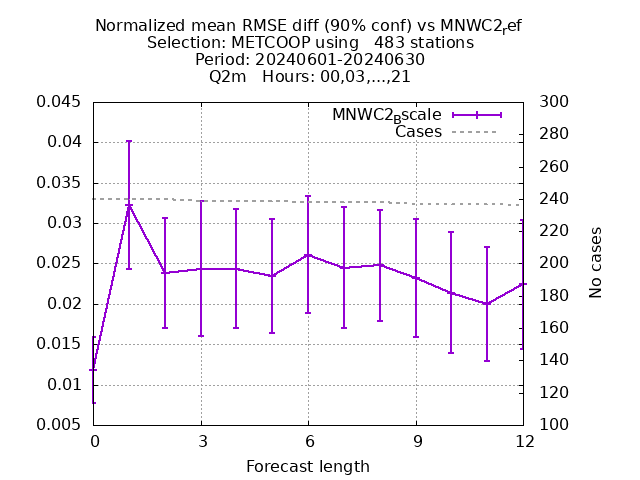 Normalized mean RMSE diff (90% conf) vs MNWC2ref
Selection: METCOOP using 483 stations
Period: 20240601-20240630
Q2m Hours: 00,03,...,21
MNWC2Bscale
Cases
0.045
0.04
0.035
0.03
0.025
0.02
0.015
0.01
0.005
300
280
260
240
220
200
180
160
140
120
100
No cases
0 3 6 9 12
Forecast length